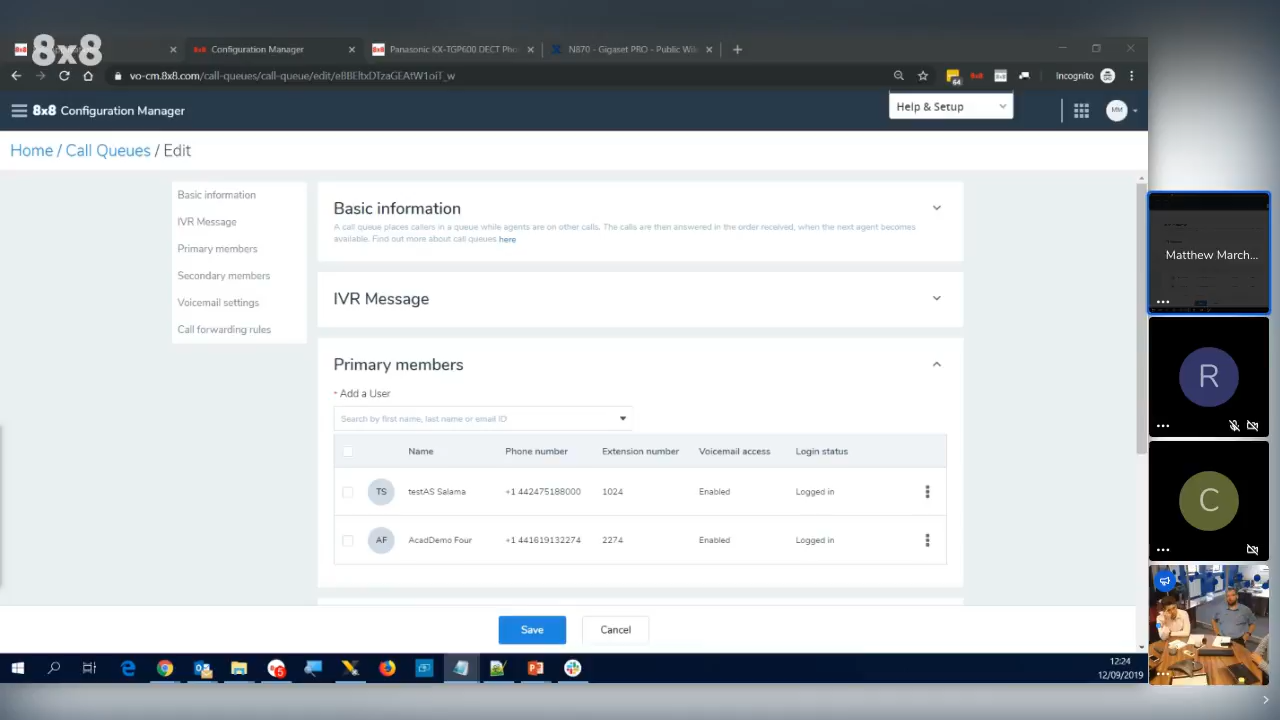 8x8
Configuration Manager
Panasonic KX-TGP600 DECT Pho
N870 - Gigaset PRO - Public Wik
vo-cm.8x8.com/call-queues/call-queue/edit/
Incognito
64
8x8 Configuration Manager
Help & Setup
MM
Home / Call Queues / Edit
Basic information
IVR Message
Primary members
Secondary members
Voicemail settings
Call forwarding rules
Basic information
A call queue places callers in a queue while agents are on other calls. The calls are then answered in the order received, when the next agent becomes
available. Find out more about call queues here
IVR Message
Primary members
* Add a User
Search by first name, last name or email ID
Name Phone number Extension number Voicemail access Login status
TS testAS Salama +1 442475188000 1024 Enabled Logged in
AF AcadDemo Four +1 441619132274 2274 Enabled Logged in
Save Cancel
12:24
12/09/2019
Matthew March...
R
C